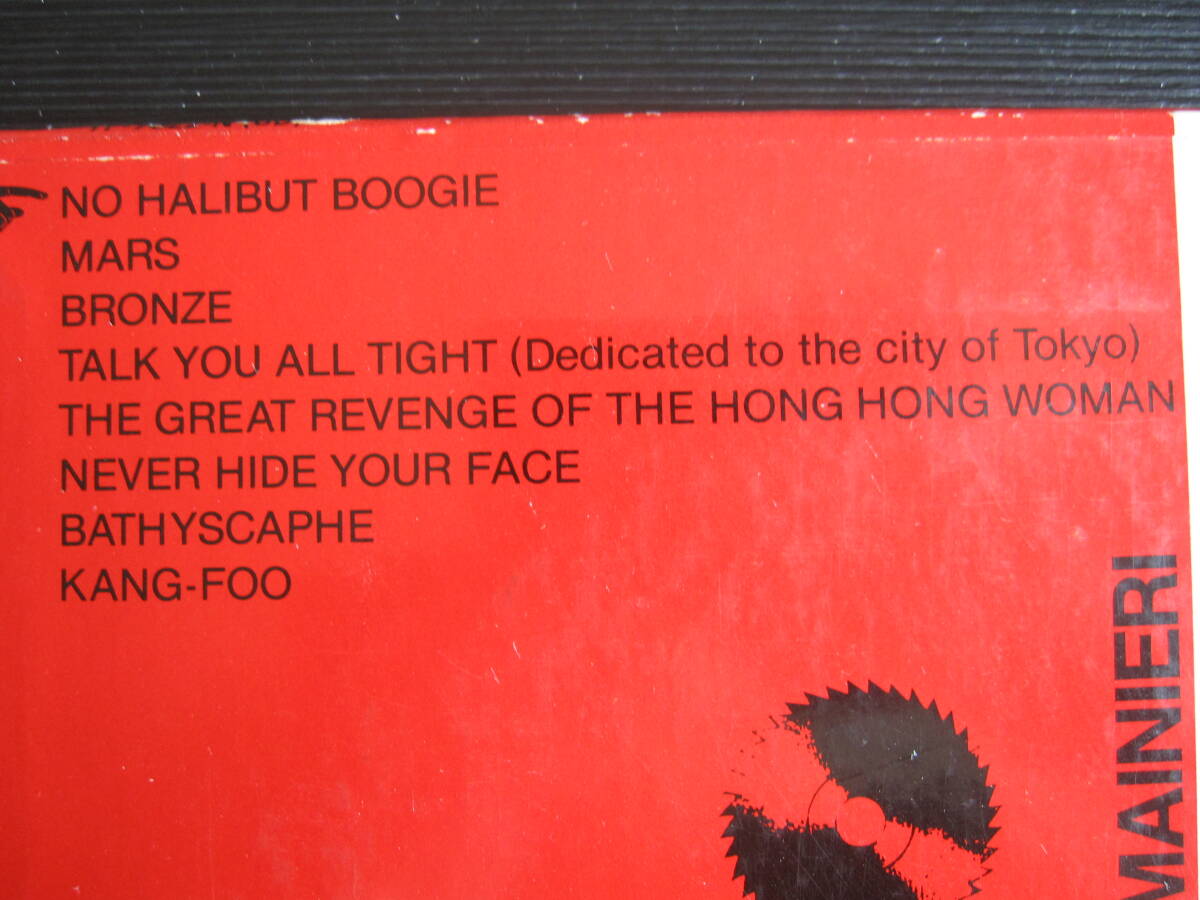 NO HALIBUT BOOGIE
MARS
BRONZE
TALK YOU ALL TIGHT (Dedicated to the city of Tokyo)
THE GREAT REVENGE OF THE HONG HONG WOMAN
NEVER HIDE YOUR FACE
BATHYSCAPHE
KANG-FOO
MAINIERI